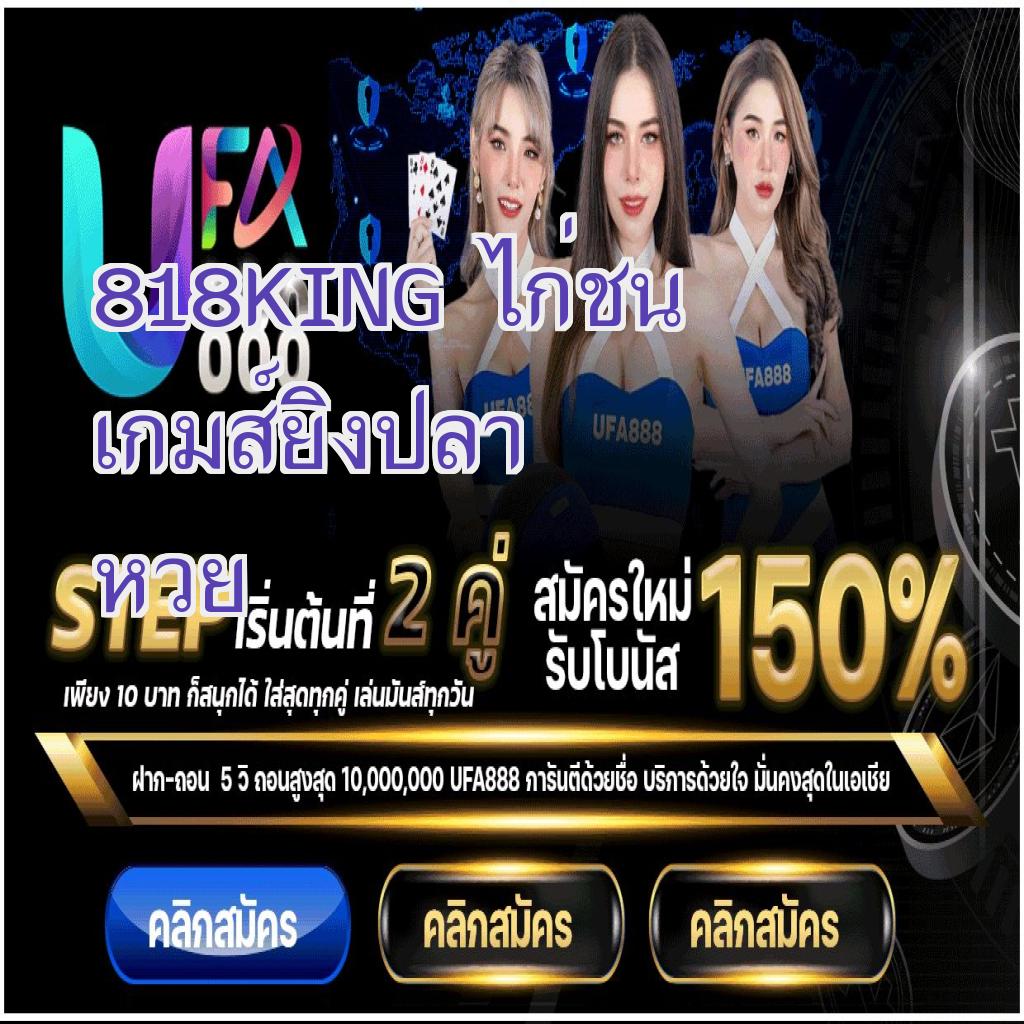 UFA
888
818KING ไก่ชน
เกมส์ยิงปลา
หวย
UFA888
UFA888
UFA888
STEP เริ่มต้นที่ 2 คู่
เพียง 10 บาท ก็สนุกได้ ใส่สุดทุกคู่ เล่นมันส์ทุกวัน
สมัครใหม่
รับโบนัส
150%
ฝาก-ถอน 5 วิ ถอนสูงสุด 10,000,000 UFA888 การันตีด้วยชื่อ บริการด้วยใจ มั่นคงสุดในเอเชีย
คลิกสมัคร
คลิกสมัคร
คลิกสมัคร